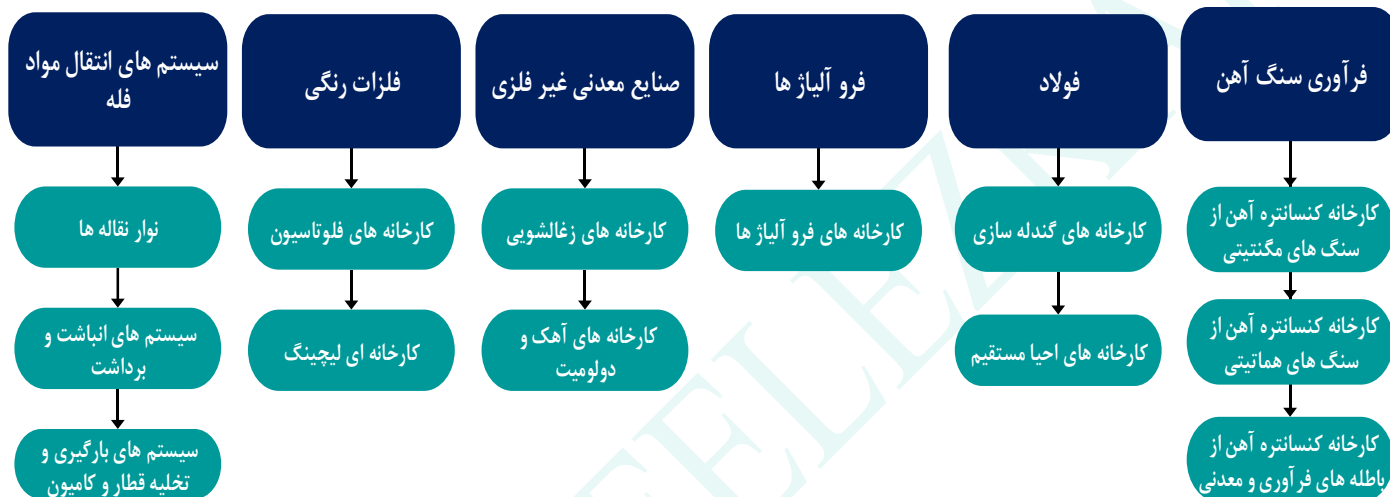 فرآوری سنگ آهن
کارخانه کنسانتره آهن از
سنگ های مگنتیتی
کارخانه کنسانتره آهن از
سنگ های هماتیتی
کارخانه کنسانتره آهن از
باطله های فرآوری و معدنی
فولاد
کارخانه های گندله سازی
کارخانه های احیا مستقیم
فرو آلیاژ ها
کارخانه های فرو آلیاژ ها
صنایع معدنی غیر فلزی
کارخانه های زغالشویی
کارخانه های آهک و
دولومیت
فلزات رنگی
کارخانه های فلوتاسیون
کارخانه ای لیچینگ
سیستم های انتقال مواد
فله
نوار نقاله ها
سیستم های انباشت و
برداشت
سیستم های بارگیری و
تخلیه قطار و کامیون